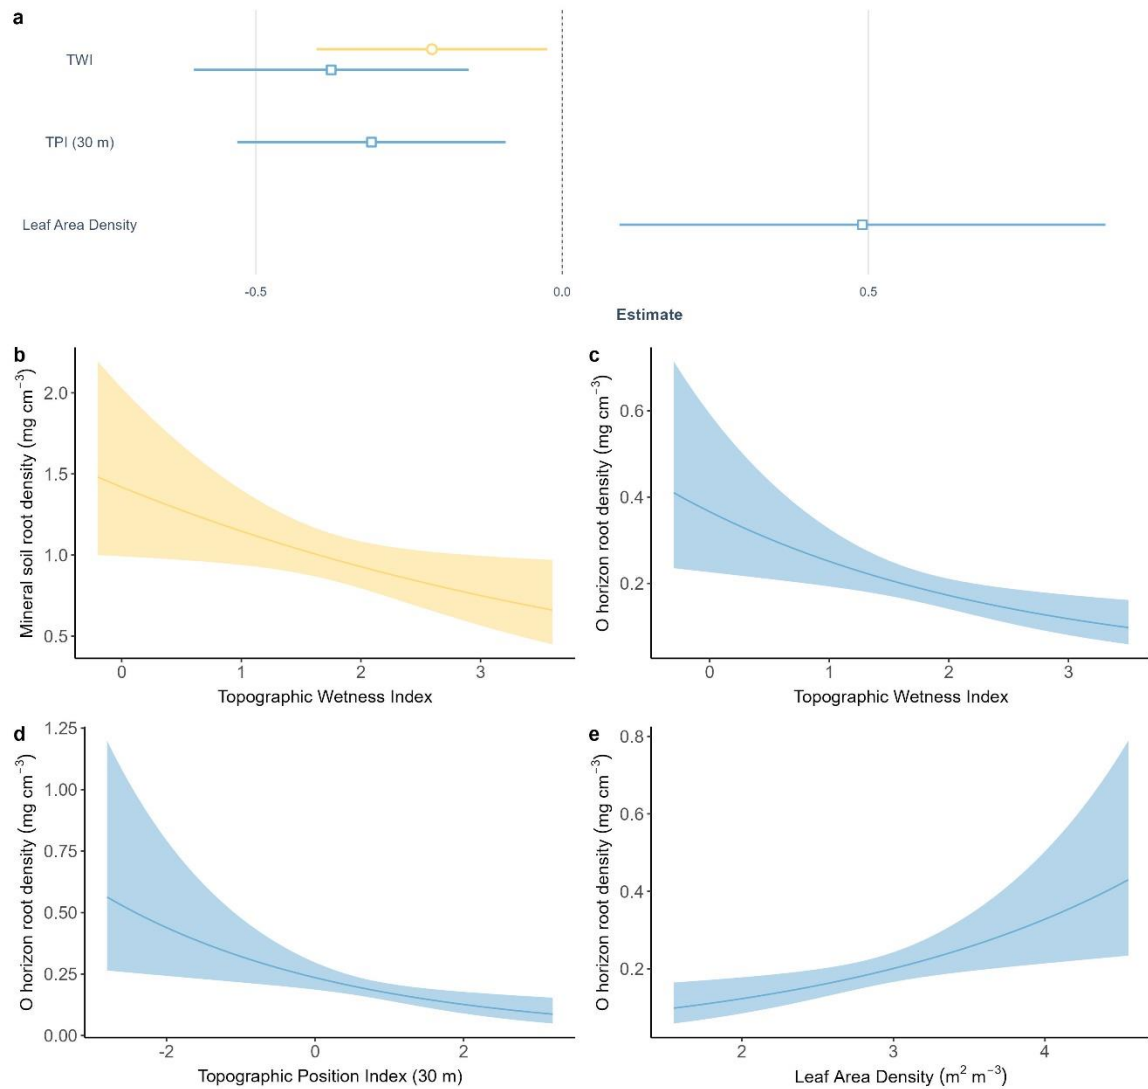 a
TWI
TPI (30 m)
Leaf Area Density
-0.5
0.0
0.5
Estimate
b
Mineral soil root density (mg cm⁻³)
2.0
1.5
1.0
0.5
0
1
2
3
Topographic Wetness Index
c
O horizon root density (mg cm⁻³)
0.6
0.4
0.2
0
1
2
3
Topographic Wetness Index
d
O horizon root density (mg cm⁻³)
1.25
1.00
0.75
0.50
0.25
0.00
-2
0
2
Topographic Position Index (30 m)
e
O horizon root density (mg cm⁻³)
0.8
0.6
0.4
0.2
2
3
4
Leaf Area Density (m² m⁻³)